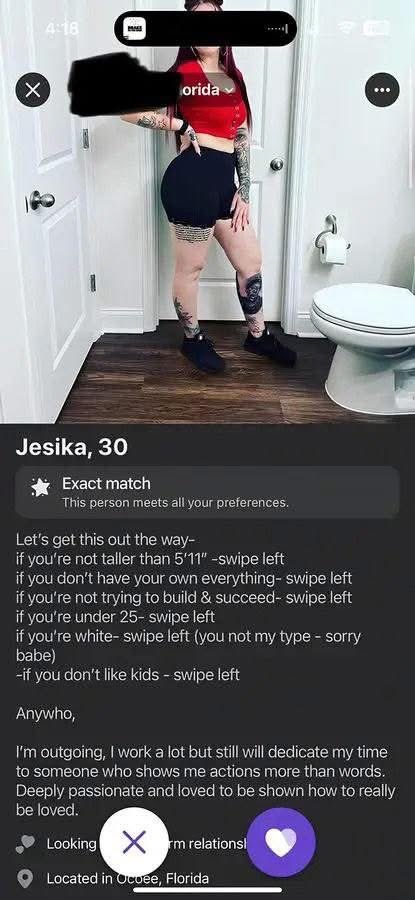 4:18
orida
Jesika, 30
Exact match
This person meets all your preferences.
Let's get this out the way-
if you're not taller than 5'11" -swipe left
if you don't have your own everything- swipe left
if you're not trying to build & succeed- swipe left
if you're under 25- swipe left
if you're white- swipe left (you not my type - sorry
babe)
-if you don't like kids - swipe left
Anywho,
I'm outgoing, I work a lot but still will dedicate my time
to someone who shows me actions more than words.
Deeply passionate and loved to be shown how to really
be loved.
Looking rm relationsl
Located in Ocoee, Florida